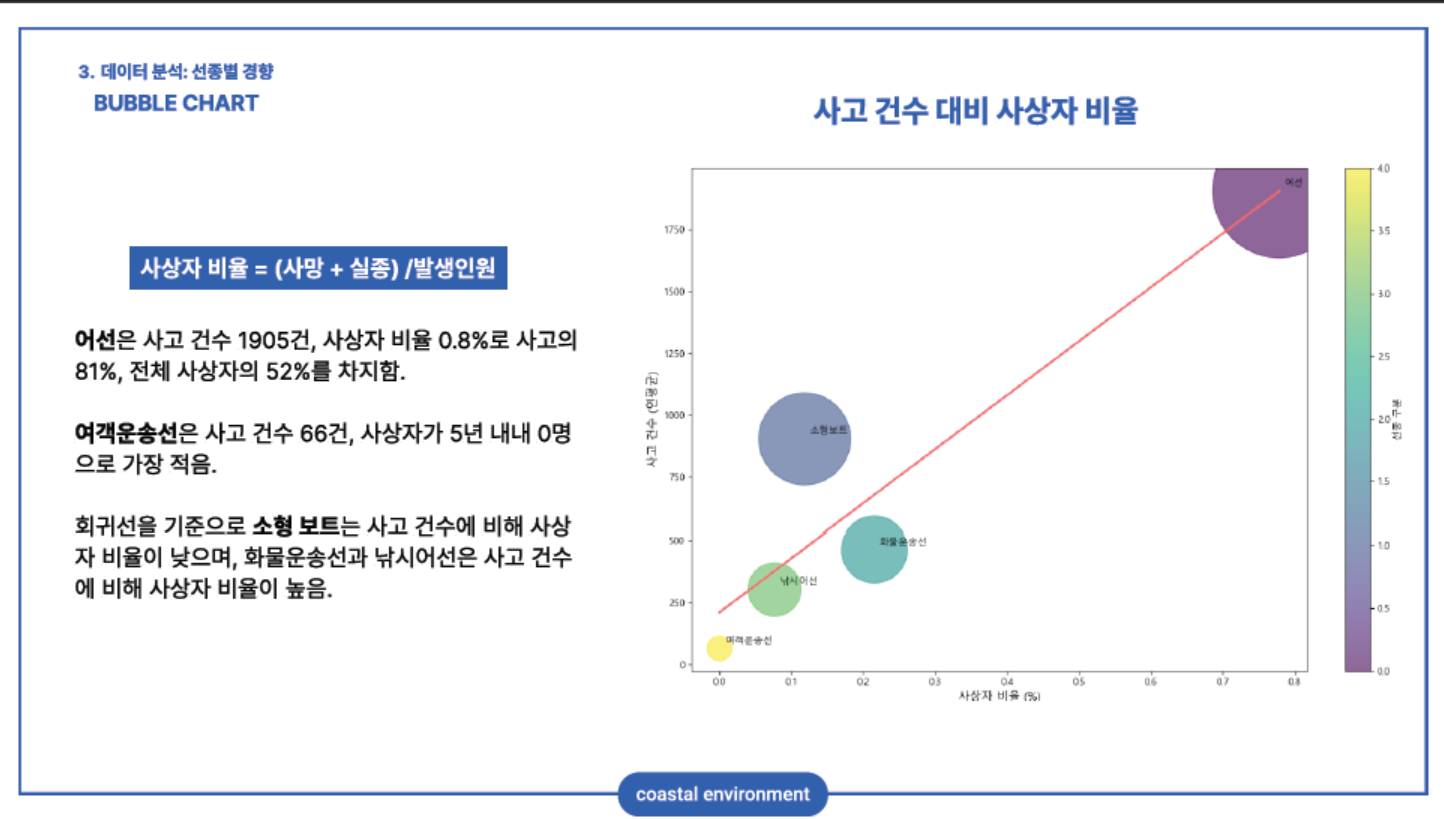 3. 데이터 분석: 선종별 경향
BUBBLE CHART
사상자 비율 = (사망 + 실종) /발생인원
어선은 사고 건수 1905건, 사상자 비율 0.8%로 사고의
81%, 전체 사상자의 52%를 차지함.
여객운송선은 사고 건수 66건, 사상자가 5년 내내 0명
으로 가장 적음.
회귀선을 기준으로 소형 보트는 사고 건수에 비해 사상
자 비율이 낮으며, 화물운송선과 낚시어선은 사고 건수
에 비해 사상자 비율이 높음.
사고 건수 대비 사상자 비율
사고 건수 (연평균)
1750
1500
1250
1000
750
500
250
0
어선
소형보트
화물운송선
낚시어선
여객운송선
0.0 0.1 0.2 0.3 0.4 0.5 0.6 0.7 0.8
사상자 비율 (%)
4.0
3.5
3.0
2.5
2.0
1.5
1.0
0.5
0.0
선종 구분
coastal environment